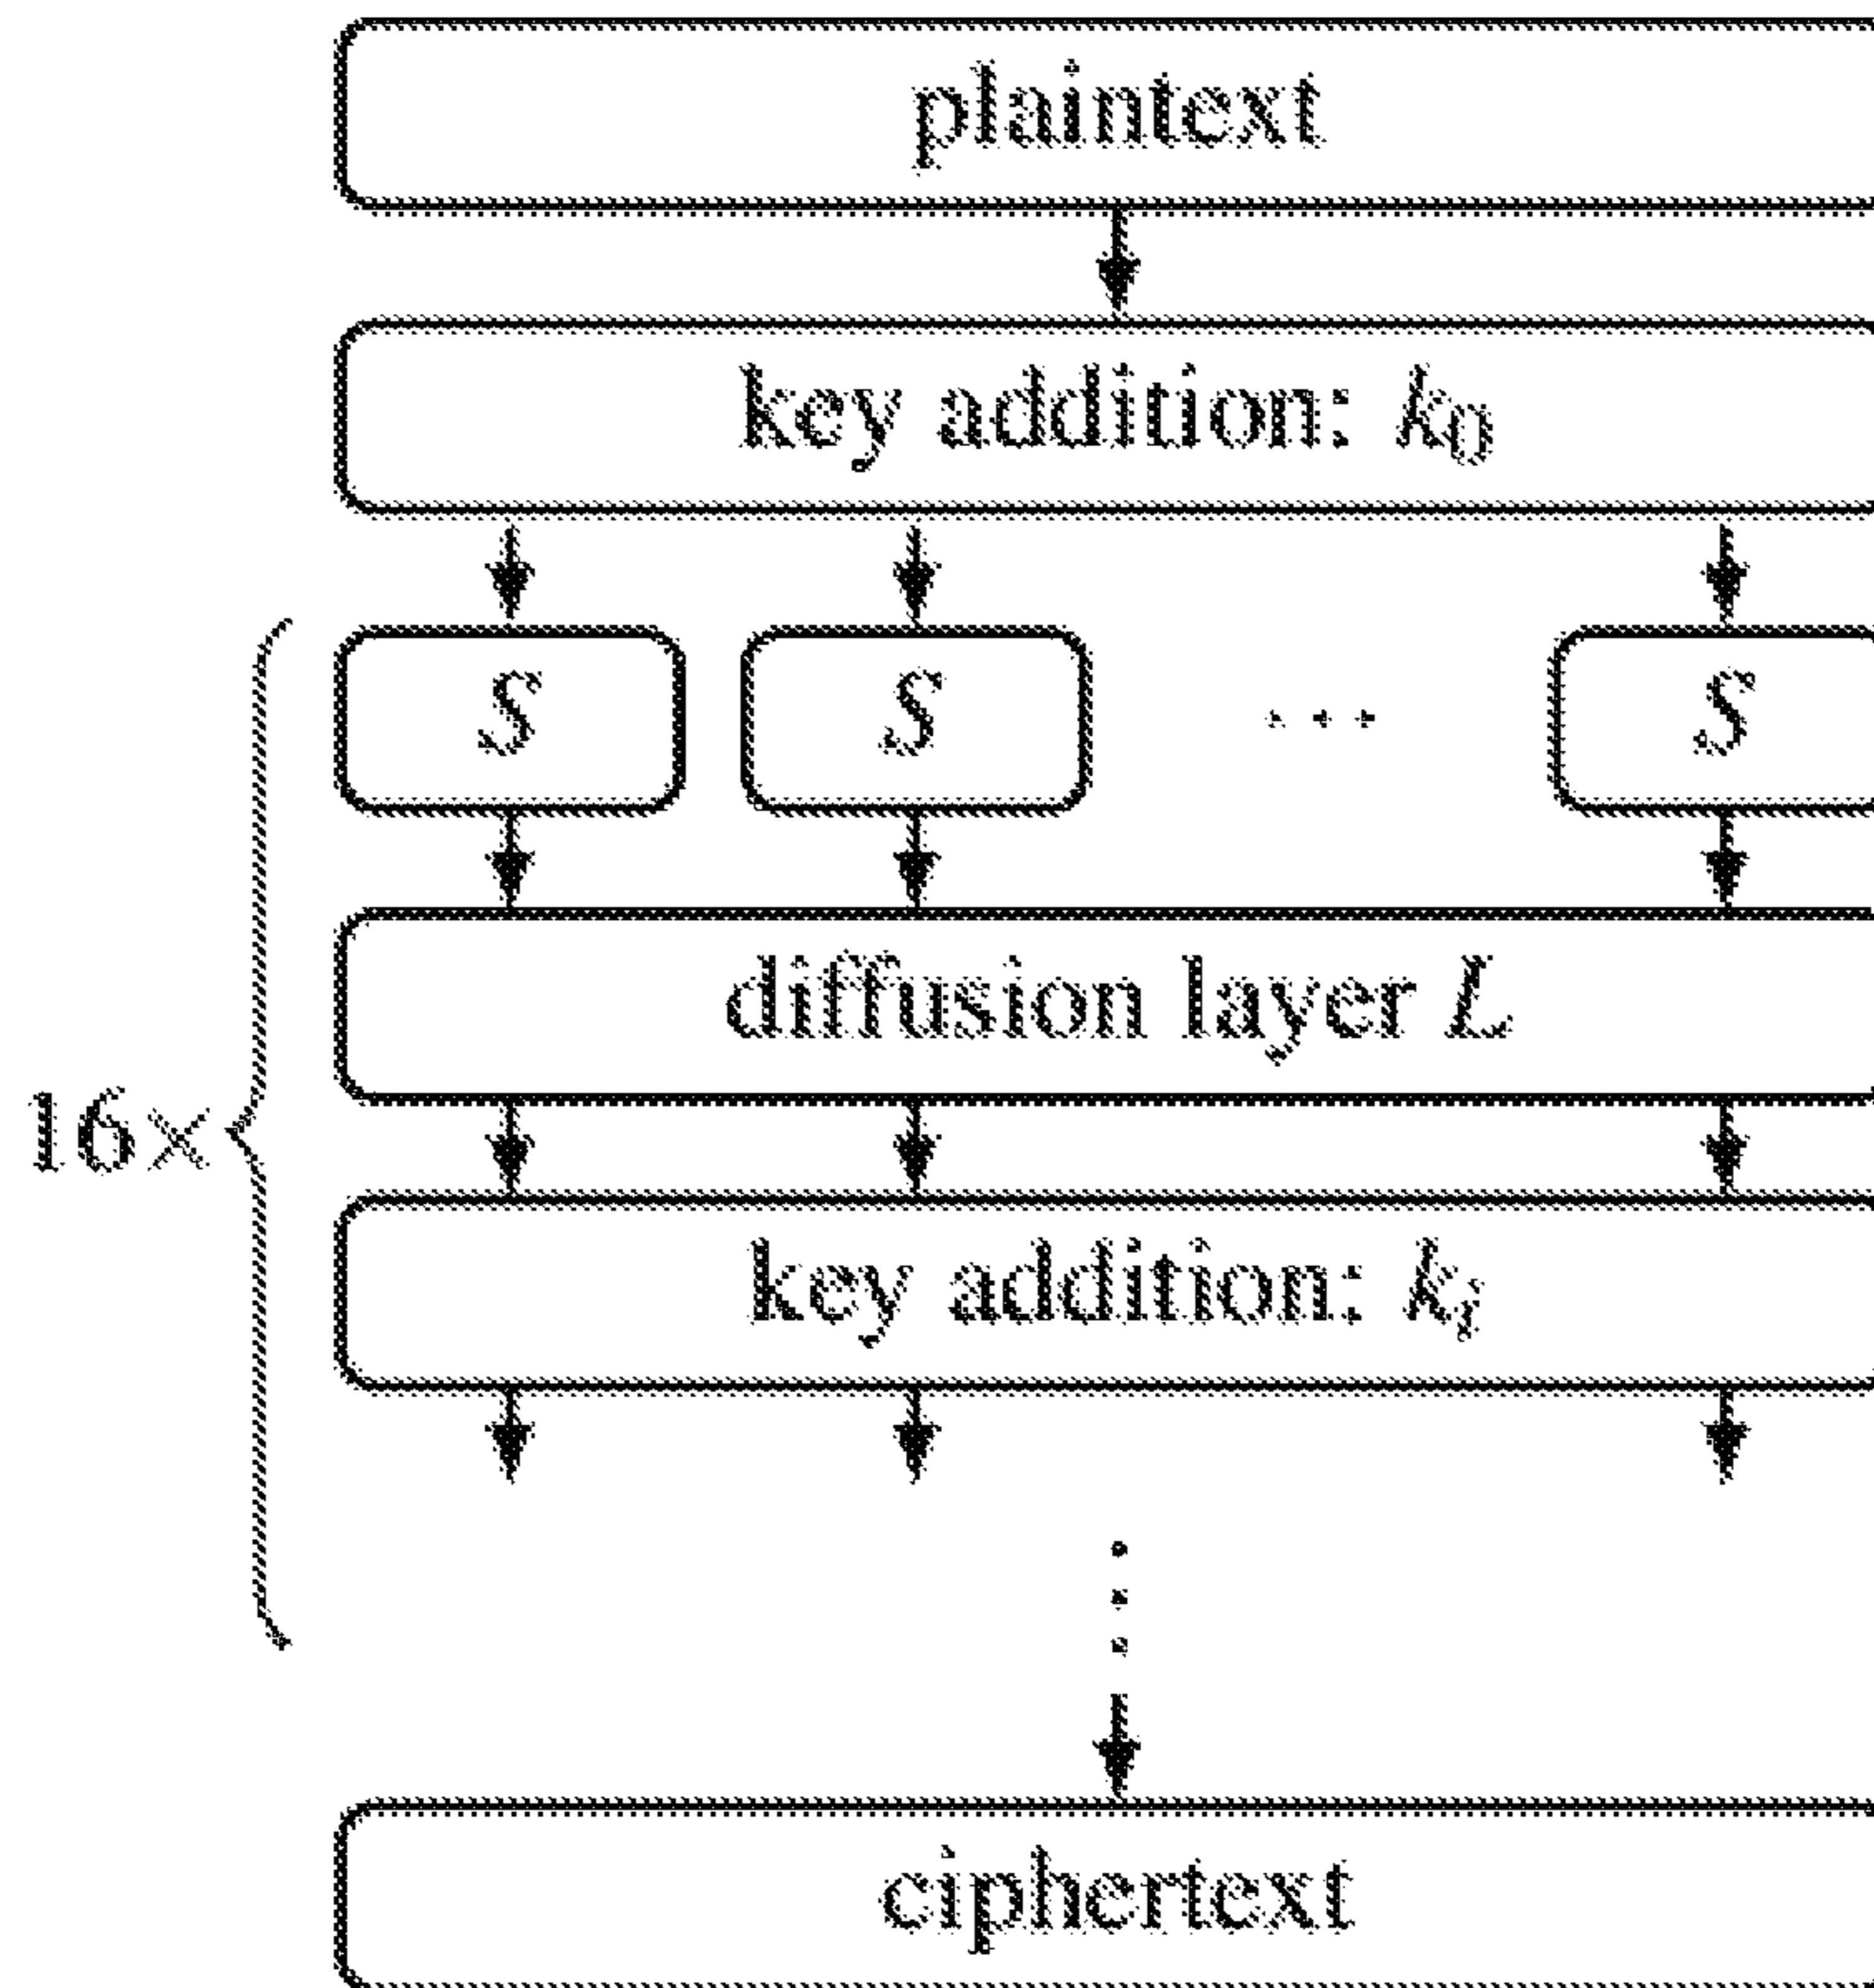 plaintext
key addition: k₀
S S ... S
diffusion layer L
16×
key addition: kᵢ
⋮
ciphertext